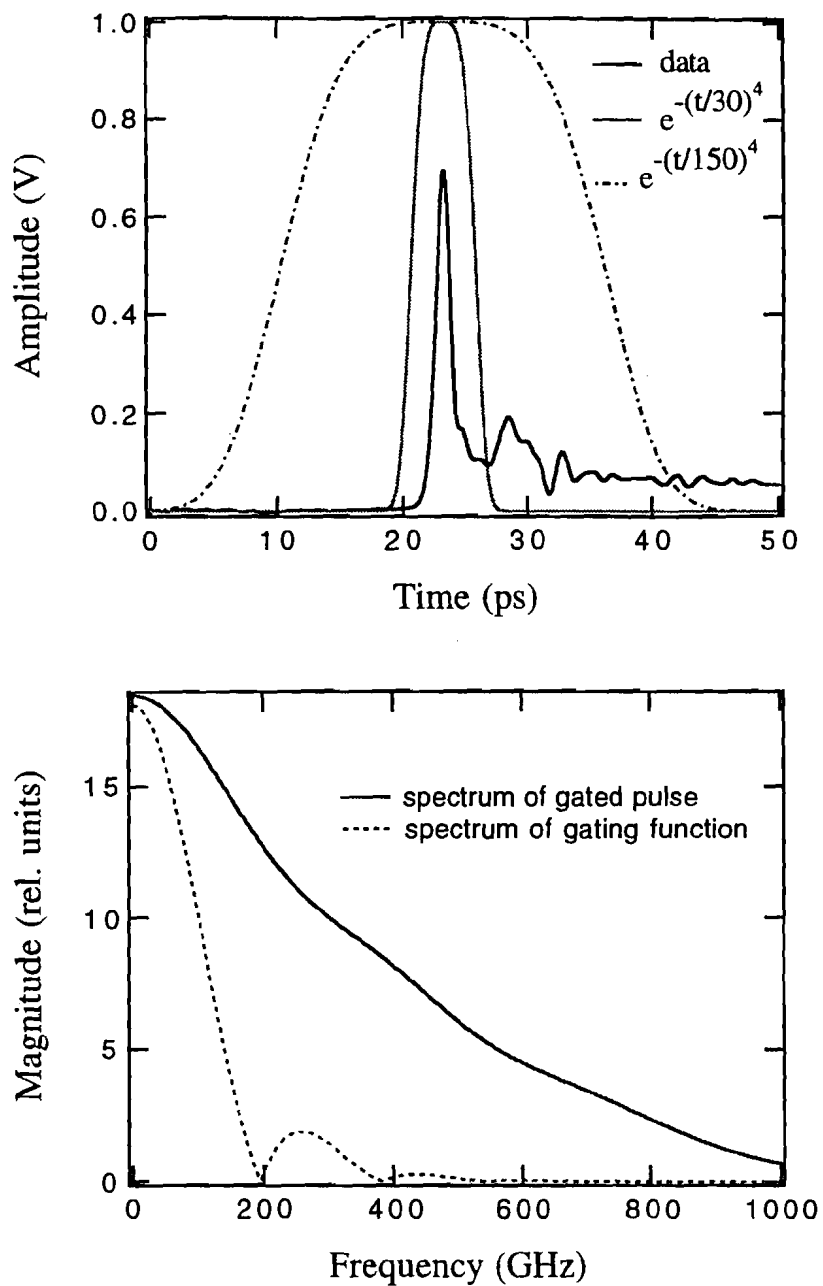 1.0
0.8
0.6
0.4
0.2
0.0
Amplitude (V)
data
e^-(t/30)^4
e^-(t/150)^4
0 10 20 30 40 50
Time (ps)
15
10
5
0
Magnitude (rel. units)
spectrum of gated pulse
spectrum of gating function
0 200 400 600 800 1000
Frequency (GHz)